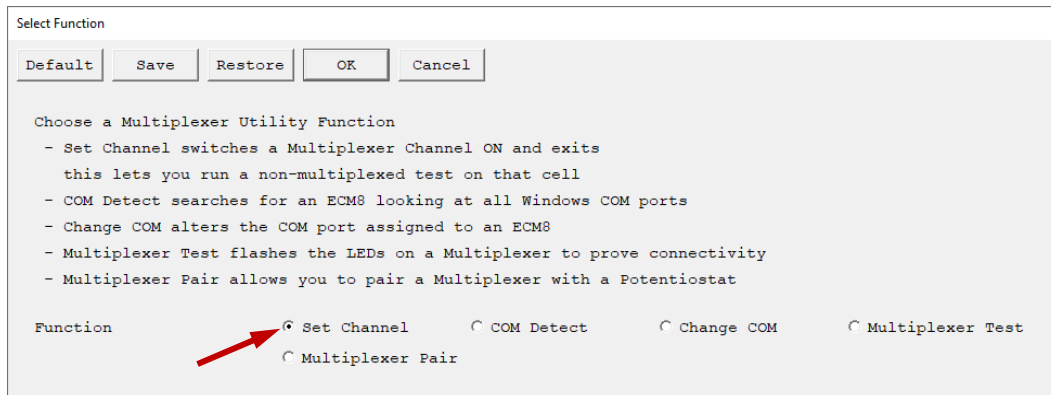 Select Function
Default Save Restore OK Cancel
Choose a Multiplexer Utility Function
- Set Channel switches a Multiplexer Channel ON and exits
this lets you run a non-multiplexed test on that cell
- COM Detect searches for an ECM8 looking at all Windows COM ports
- Change COM alters the COM port assigned to an ECM8
- Multiplexer Test flashes the LEDs on a Multiplexer to prove connectivity
- Multiplexer Pair allows you to pair a Multiplexer with a Potentiostat
Function Set Channel COM Detect Change COM Multiplexer Test
Multiplexer Pair